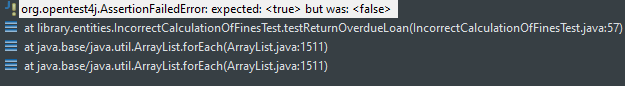 org.opentest4j.AssertionFailedError: expected: <true> but was: <false>
at library.entities.IncorrectCalculationOfFinesTest.testReturnOverdueLoan(IncorrectCalculationOfFinesTest.java:57)
at java.base/java.util.ArrayList.forEach(ArrayList.java:1511)
at java.base/java.util.ArrayList.forEach(ArrayList.java:1511)